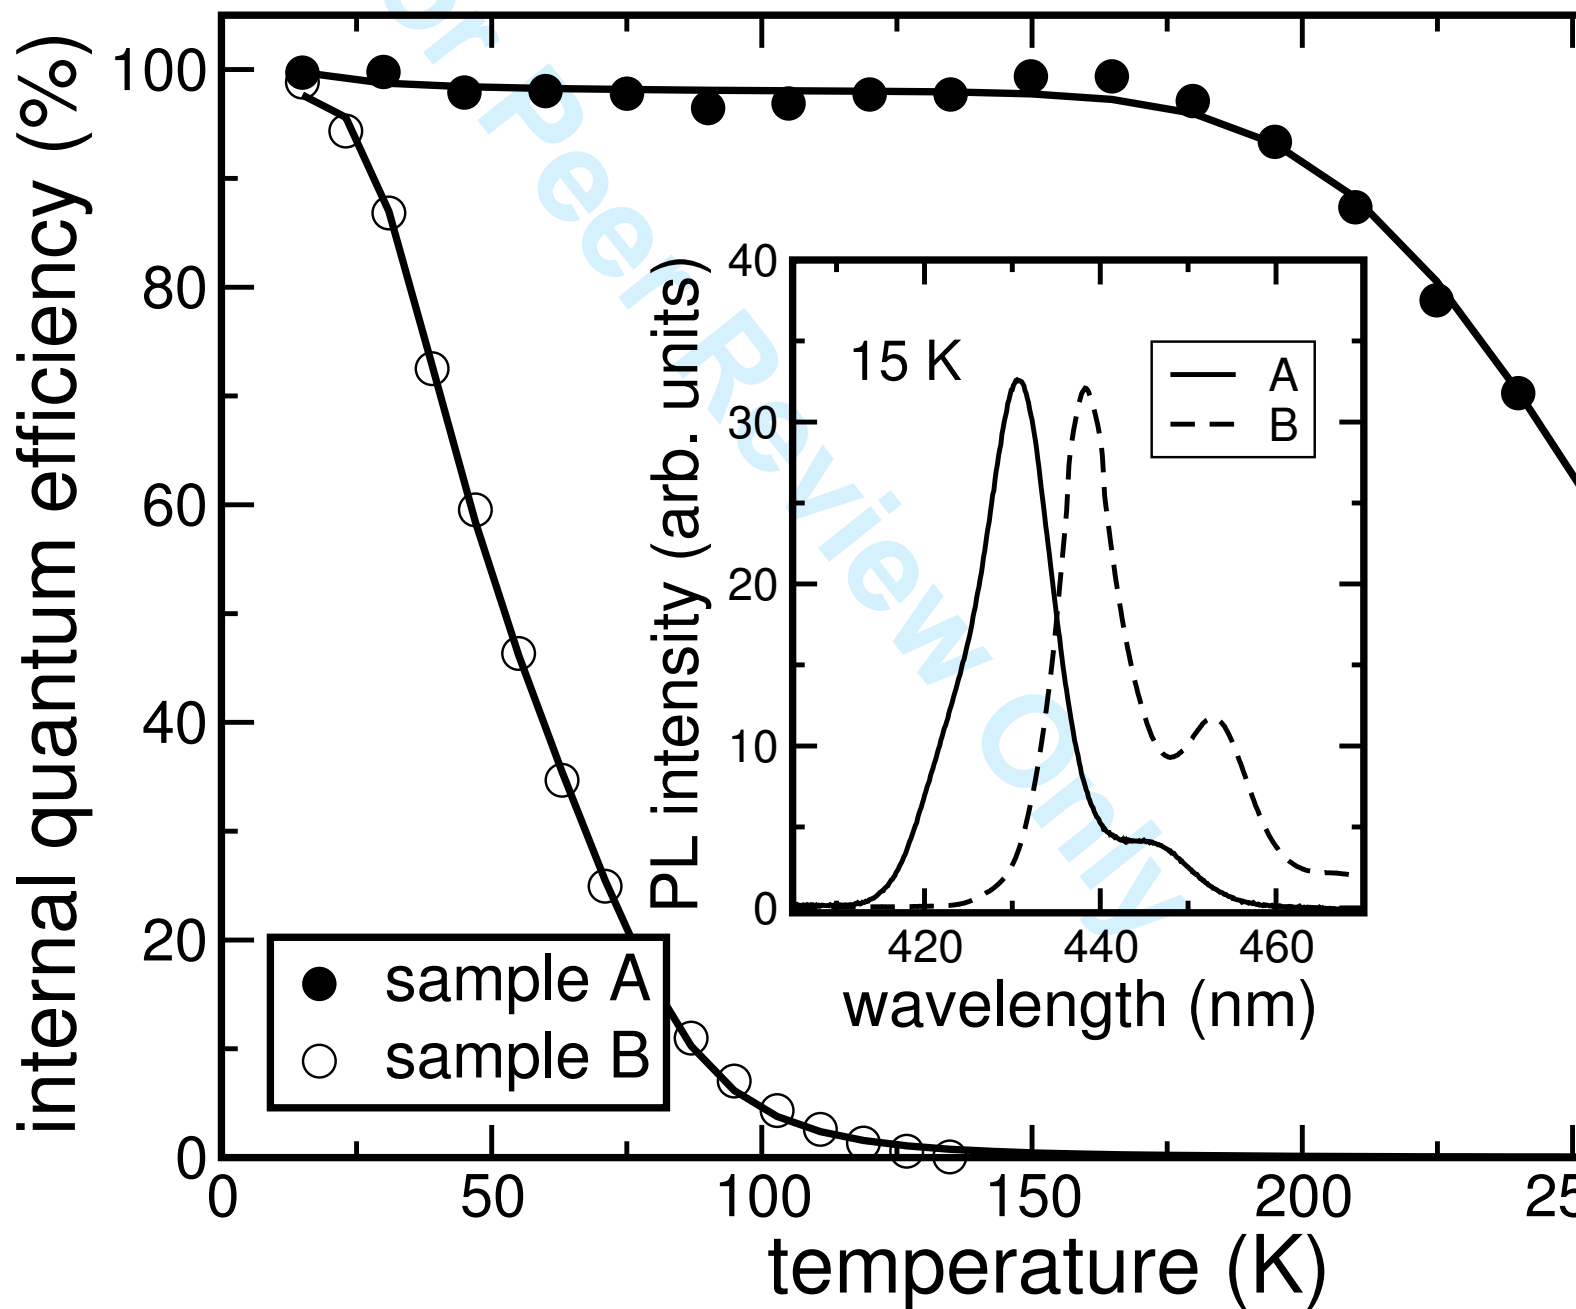 internal quantum efficiency (%)
100
80
60
40
20
0
0 50 100 150 200 25
temperature (K)
sample A
sample B
PL intensity (arb. units)
40
30
20
10
0
420 440 460
wavelength (nm)
15 K
A
B
or Peer Review Only